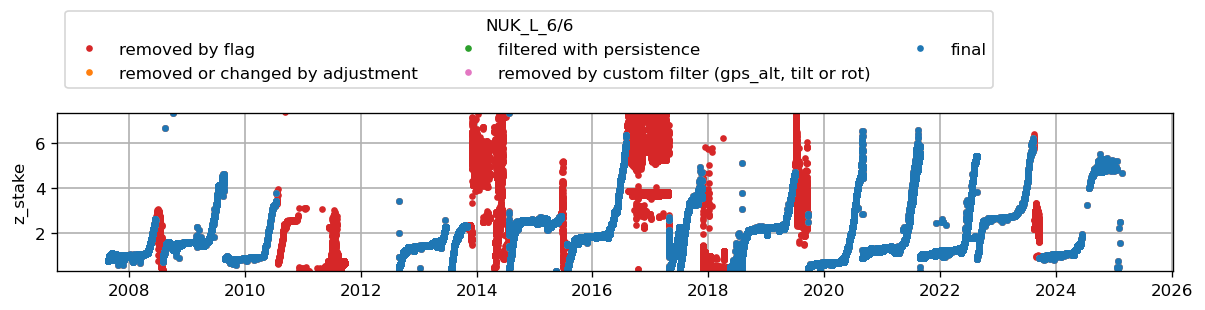 NUK_L_6/6
removed by flag
filtered with persistence
final
removed or changed by adjustment
removed by custom filter (gps_alt, tilt or rot)
z_stake
6
4
2
2008 2010 2012 2014 2016 2018 2020 2022 2024 2026